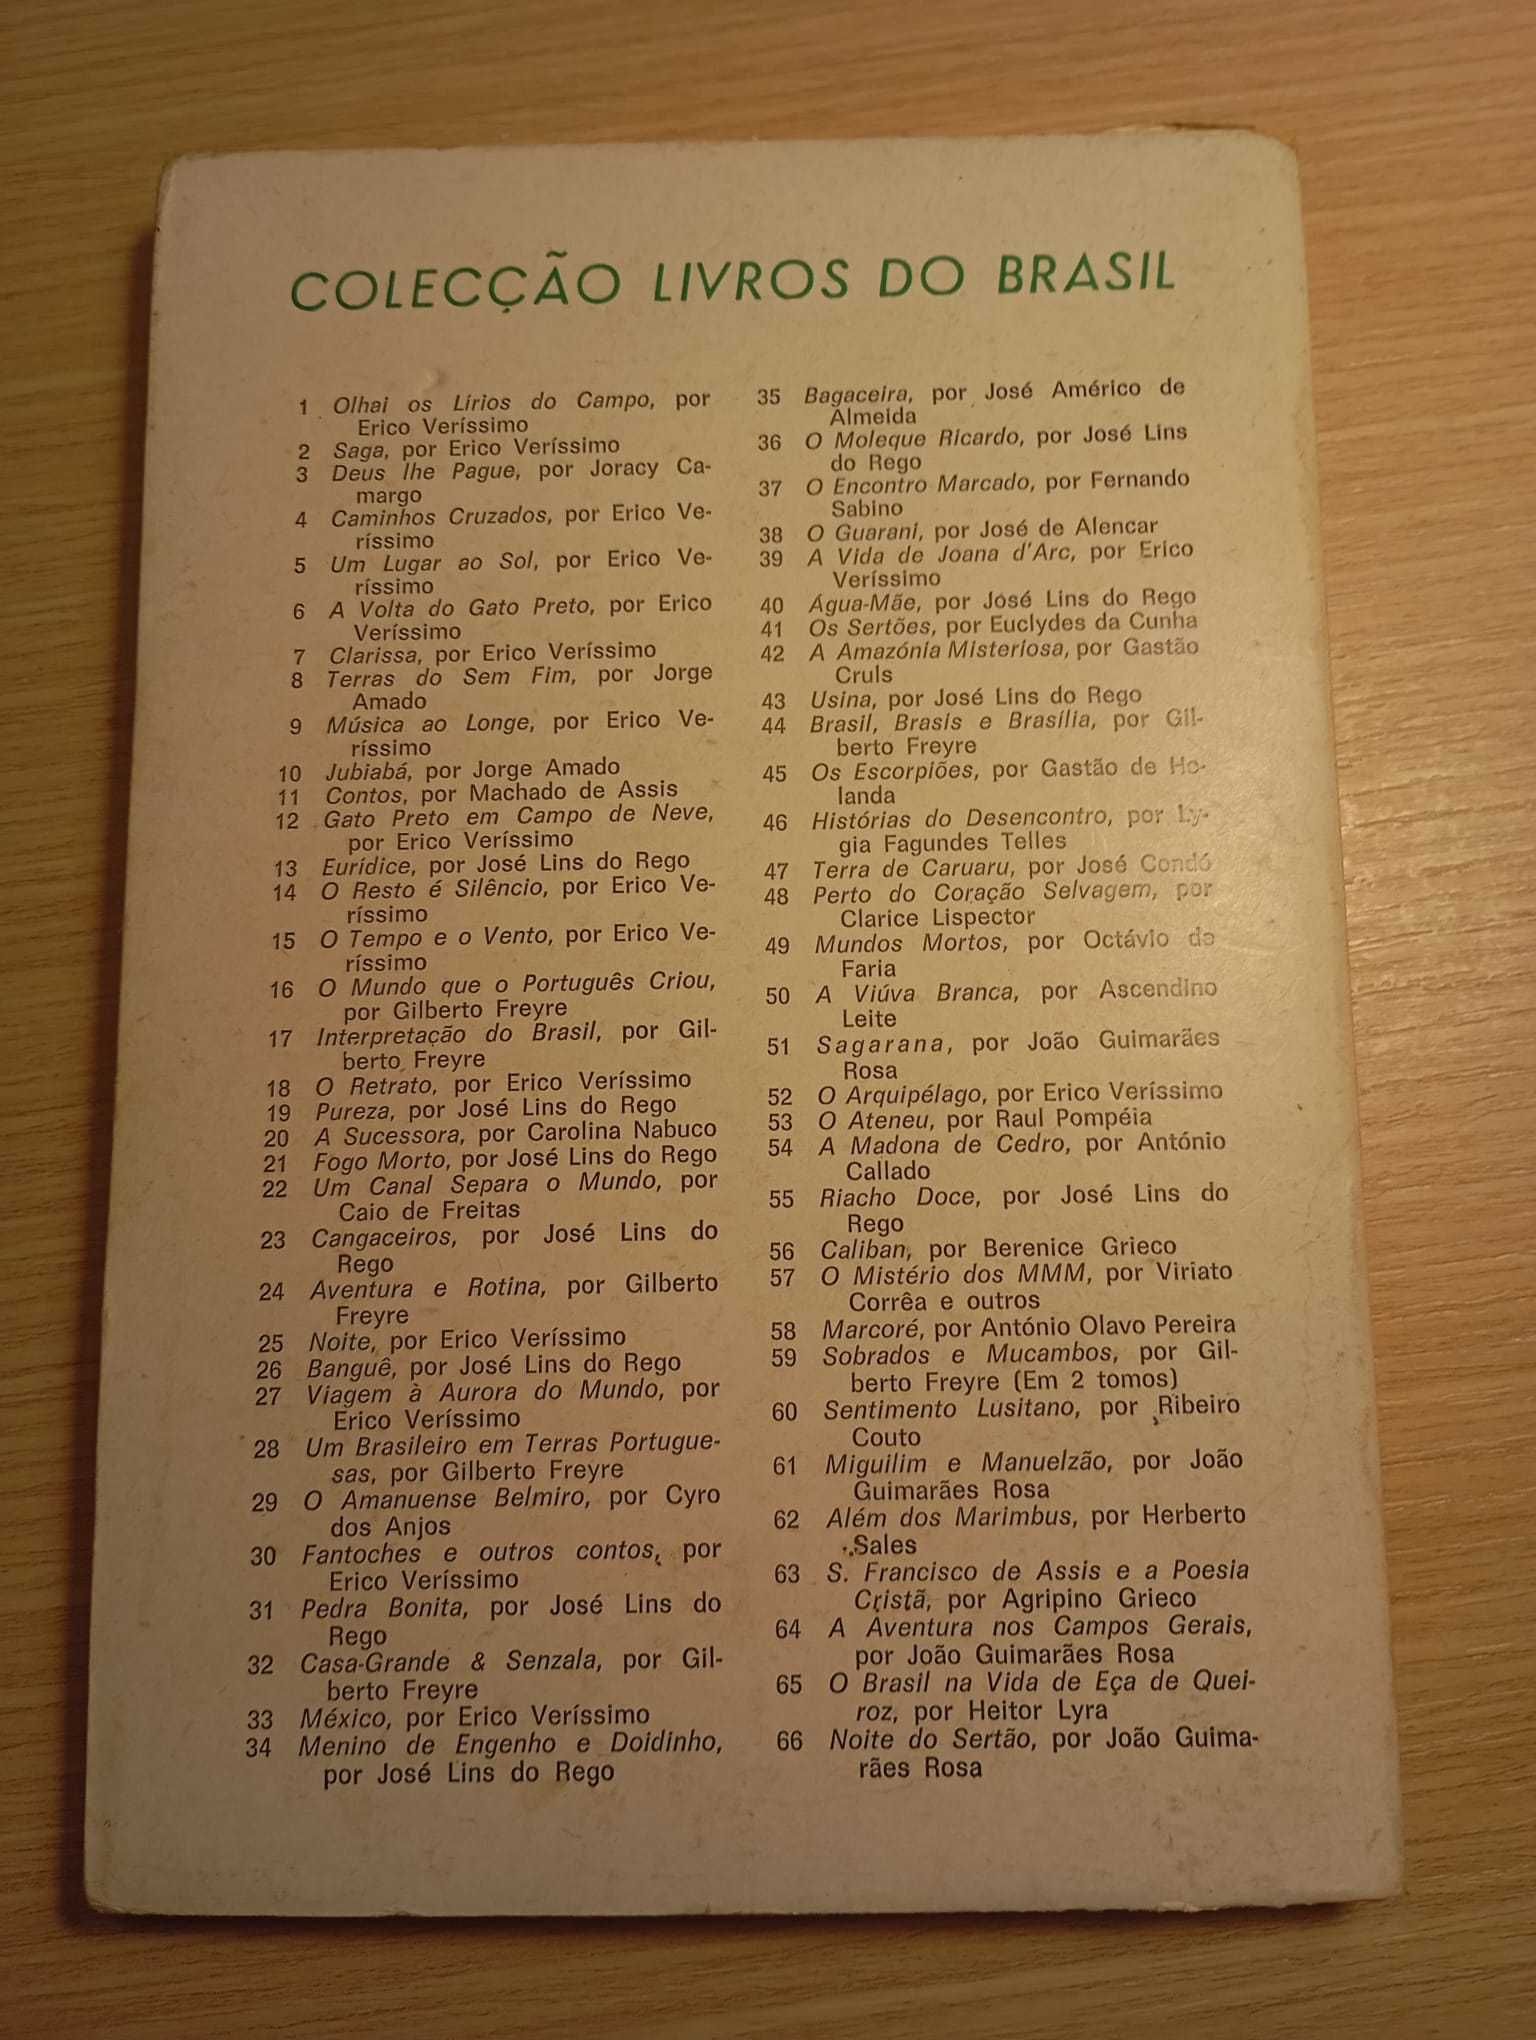 COLECÇÃO LIVROS DO BRASIL
1 Olhai os Lírios do Campo, por
Erico Veríssimo
2 Saga, por Erico Veríssimo
3 Deus lhe Pague, por Joracy Ca-
margo
4 Caminhos Cruzados, por Erico Ve-
ríssimo
5 Um Lugar ao Sol, por Erico Ve-
ríssimo
6 A Volta do Gato Preto, por Erico
Veríssimo
7 Clarissa, por Erico Veríssimo
8 Terras do Sem Fim, por Jorge
Amado
9 Música ao Longe, por Erico Ve-
ríssimo
10 Jubiabá, por Jorge Amado
11 Contos, por Machado de Assis
12 Gato Preto em Campo de Neve,
por Erico Veríssimo
13 Eurídice, por José Lins do Rego
14 O Resto é Silêncio, por Erico Ve-
ríssimo
15 O Tempo e o Vento, por Erico Ve-
ríssimo
16 O Mundo que o Português Criou,
por Gilberto Freyre
17 Interpretação do Brasil, por Gil-
berto Freyre
18 O Retrato, por Erico Veríssimo
19 Pureza, por José Lins do Rego
20 A Sucessora, por Carolina Nabuco
21 Fogo Morto, por José Lins do Rego
22 Um Canal Separa o Mundo, por
Caio de Freitas
23 Cangaceiros, por José Lins do
Rego
24 Aventura e Rotina, por Gilberto
Freyre
25 Noite, por Erico Veríssimo
26 Banguê, por José Lins do Rego
27 Viagem à Aurora do Mundo, por
Erico Veríssimo
28 Um Brasileiro em Terras Portugue-
sas, por Gilberto Freyre
29 O Amanuense Belmiro, por Cyro
dos Anjos
30 Fantoches e outros contos, por
Erico Veríssimo
31 Pedra Bonita, por José Lins do
Rego
32 Casa-Grande & Senzala, por Gil-
berto Freyre
33 México, por Erico Veríssimo
34 Menino de Engenho e Doidinho,
por José Lins do Rego
35 Bagaceira, por José Américo de
Almeida
36 O Moleque Ricardo, por José Lins
do Rego
37 O Encontro Marcado, por Fernando
Sabino
38 O Guarani, por José de Alencar
39 A Vida de Joana d'Arc, por Erico
Veríssimo
40 Água-Mãe, por José Lins do Rego
41 Os Sertões, por Euclydes da Cunha
42 A Amazónia Misteriosa, por Gastão
Cruls
43 Usina, por José Lins do Rego
44 Brasil, Brasis e Brasília, por Gil-
berto Freyre
45 Os Escorpiões, por Gastão de Ho-
landa
46 Histórias do Desencontro, por Ly-
gia Fagundes Telles
47 Terra de Caruaru, por José Condó
48 Perto do Coração Selvagem, por
Clarice Lispector
49 Mundos Mortos, por Octávio de
Faria
50 A Viúva Branca, por Ascendino
Leite
51 Sagarana, por João Guimarães
Rosa
52 O Arquipélago, por Erico Veríssimo
53 O Ateneu, por Raul Pompéia
54 A Madona de Cedro, por António
Callado
55 Riacho Doce, por José Lins do
Rego
56 Caliban, por Berenice Grieco
57 O Mistério dos MMM, por Viriato
Corrêa e outros
58 Marcoré, por António Olavo Pereira
59 Sobrados e Mucambos, por Gil-
berto Freyre (Em 2 tomos)
60 Sentimento Lusitano, por Ribeiro
Couto
61 Miguilim e Manuelzão, por João
Guimarães Rosa
62 Além dos Marimbus, por Herberto
Sales
63 S. Francisco de Assis e a Poesia
Cristã, por Agripino Grieco
64 A Aventura nos Campos Gerais,
por João Guimarães Rosa
65 O Brasil na Vida de Eça de Quei-
roz, por Heitor Lyra
66 Noite do Sertão, por João Guima-
rães Rosa